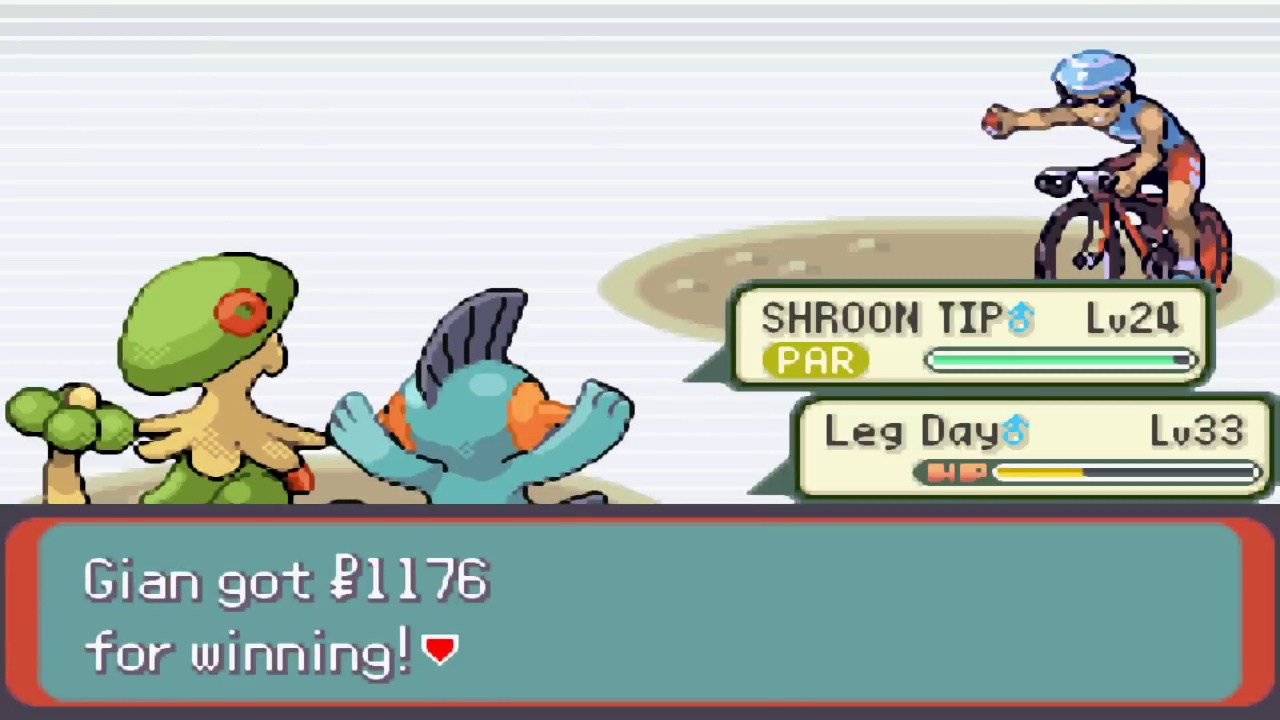 SHROON TIP♂ Lv24
PAR
Leg Day♂ Lv33
HP
Gian got ₽1176
for winning!